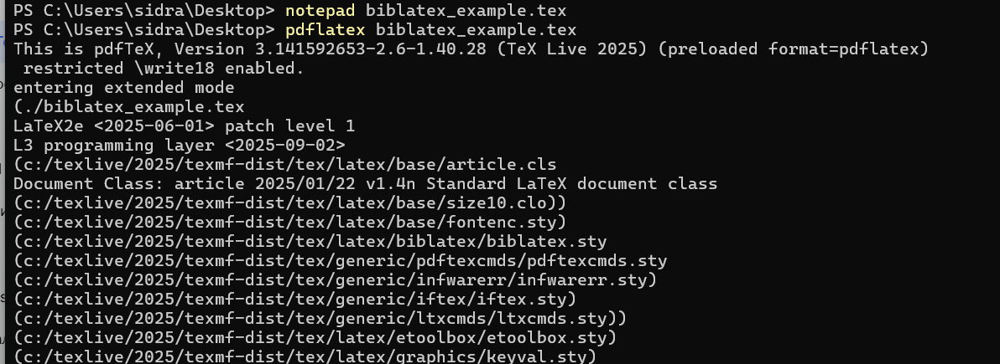 PS C:\Users\sidra\Desktop> notepad biblatex_example.tex
PS C:\Users\sidra\Desktop> pdflatex biblatex_example.tex
This is pdfTeX, Version 3.141592653-2.6-1.40.28 (TeX Live 2025) (preloaded format=pdflatex)
 restricted \write18 enabled.
entering extended mode
(./biblatex_example.tex
LaTeX2e <2025-06-01> patch level 1
L3 programming layer <2025-09-02>
(c:/texlive/2025/texmf-dist/tex/latex/base/article.cls
Document Class: article 2025/01/22 v1.4n Standard LaTeX document class
(c:/texlive/2025/texmf-dist/tex/latex/base/size10.clo))
(c:/texlive/2025/texmf-dist/tex/latex/base/fontenc.sty)
(c:/texlive/2025/texmf-dist/tex/latex/biblatex/biblatex.sty
(c:/texlive/2025/texmf-dist/tex/generic/pdftexcmds/pdftexcmds.sty
(c:/texlive/2025/texmf-dist/tex/generic/infwarerr/infwarerr.sty)
(c:/texlive/2025/texmf-dist/tex/generic/iftex/iftex.sty)
(c:/texlive/2025/texmf-dist/tex/generic/ltxcmds/ltxcmds.sty))
(c:/texlive/2025/texmf-dist/tex/latex/etoolbox/etoolbox.sty)
(c:/texlive/2025/texmf-dist/tex/latex/graphics/keyval.sty)